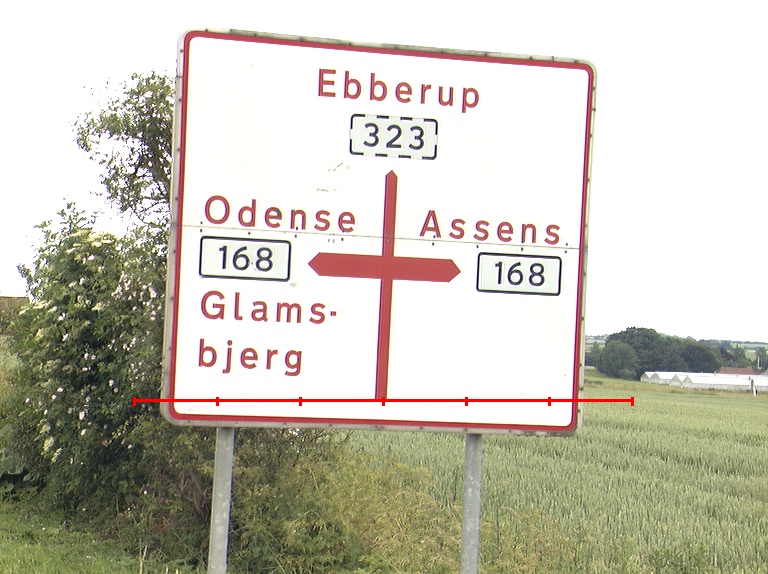 Ebberup
323
Odense
168
Glams-
bjerg
Assens
168